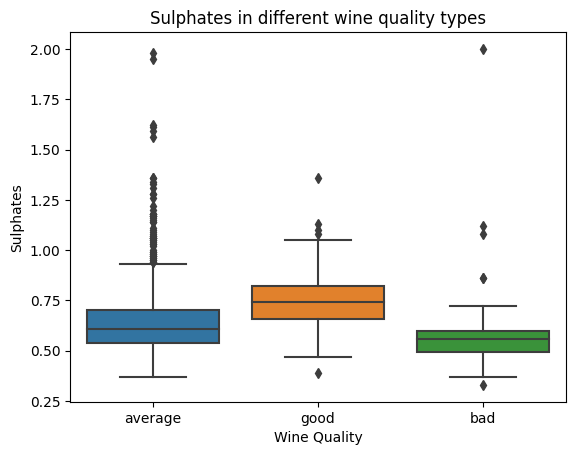 Sulphates in different wine quality types
2.00
1.75
1.50
1.25
1.00
0.75
0.50
0.25
Sulphates
average good bad
Wine Quality